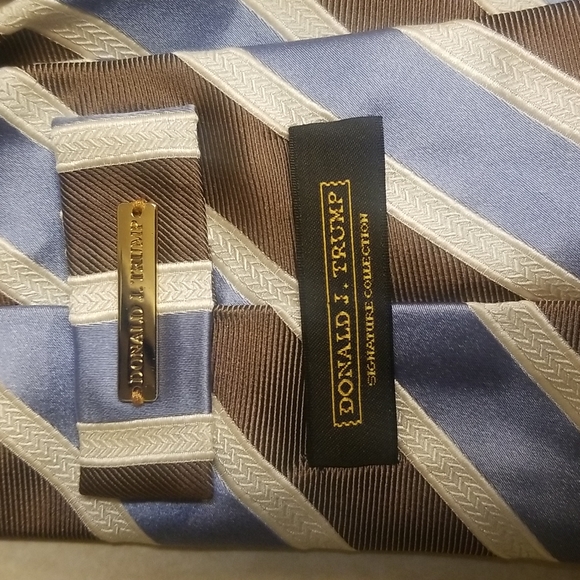 DONALD J. TRUMP
DONALD J. TRUMP
SIGNATURE COLLECTION